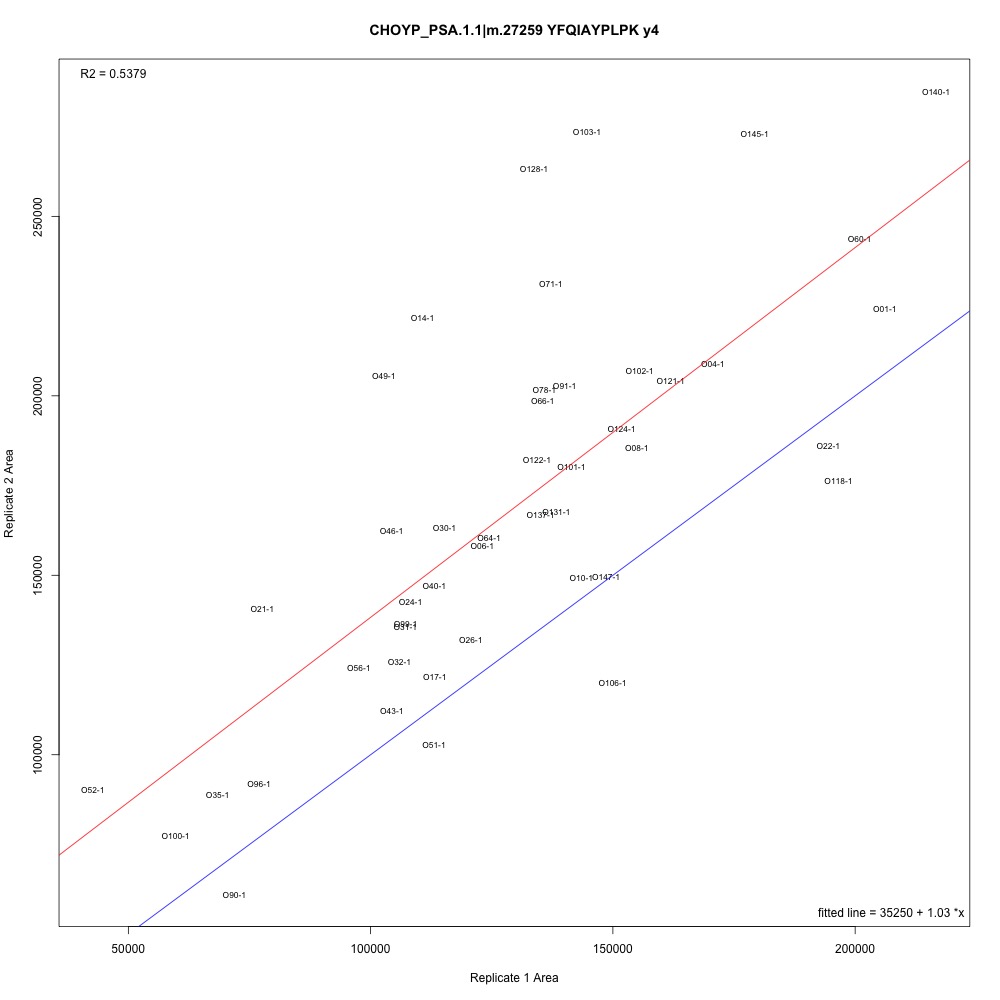 CHOYP_PSA.1.1|m.27259 YFQIAYPLPK y4
R2 = 0.5379
O140-1
O103-1
O145-1
O128-1
O60-1
O71-1
O01-1
O14-1
O04-1
O102-1
O49-1
O121-1
O91-1
O78-1
O66-1
O124-1
O22-1
O08-1
O122-1
O101-1
O118-1
O131-1
O137-1
O30-1
O46-1
O64-1
O06-1
O147-1
O10-1
O40-1
O24-1
O21-1
O99-1
O31-1
O26-1
O32-1
O56-1
O17-1
O106-1
O43-1
O51-1
O96-1
O52-1
O35-1
O100-1
O90-1
fitted line = 35250 + 1.03 *x
250000
200000
150000
100000
Replicate 2 Area
50000 100000 150000 200000
Replicate 1 Area